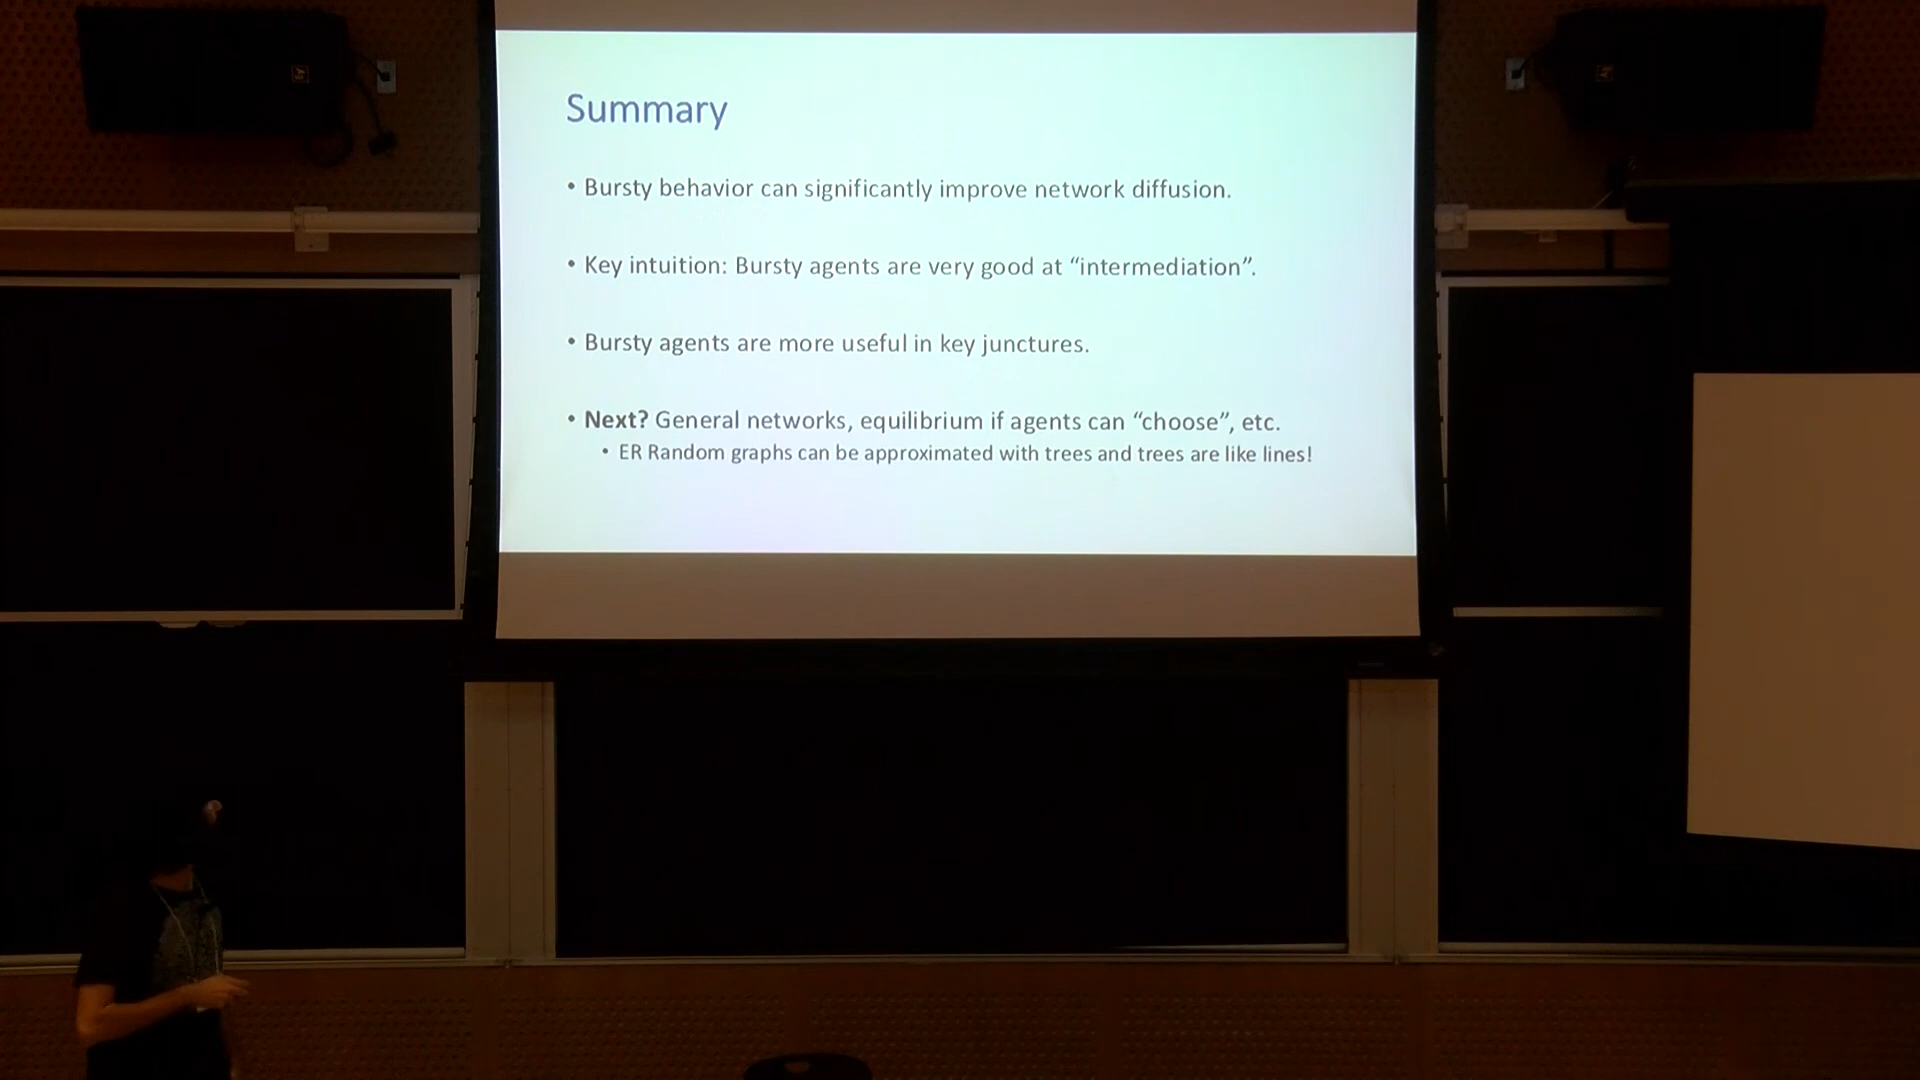 Summary
• Bursty behavior can significantly improve network diffusion.
• Key intuition: Bursty agents are very good at “intermediation”.
• Bursty agents are more useful in key junctures.
• Next? General networks, equilibrium if agents can “choose”, etc.
• ER Random graphs can be approximated with trees and trees are like lines!